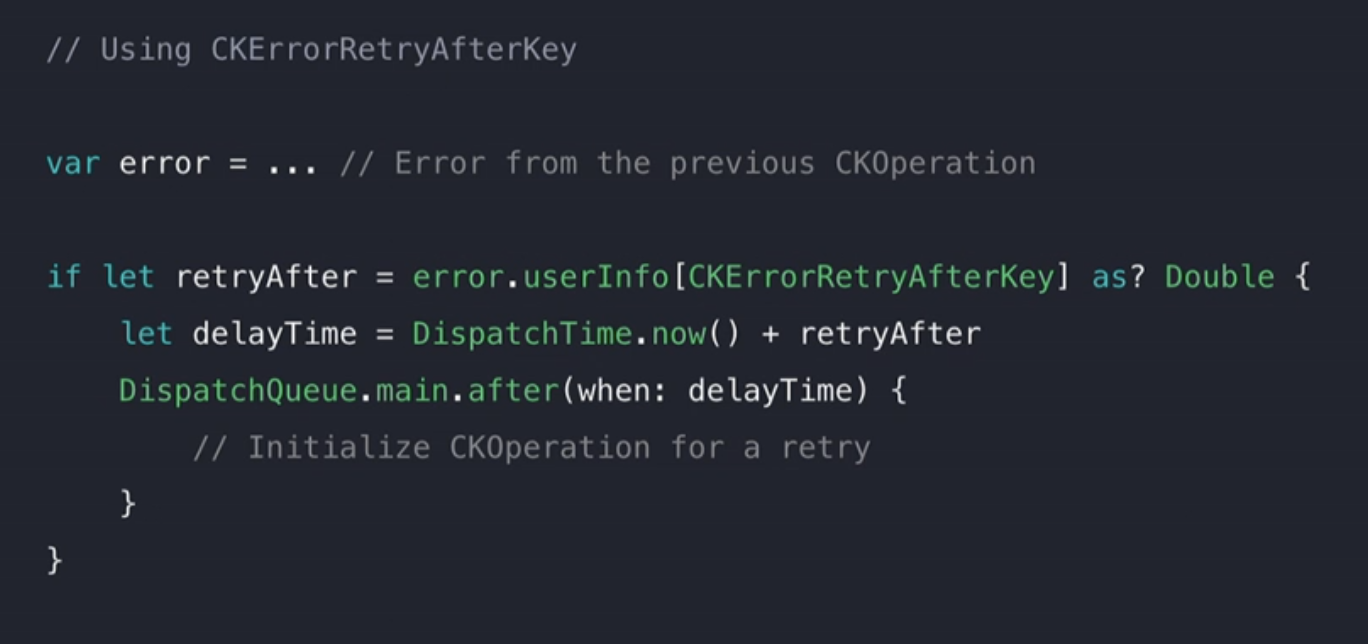 // Using CKErrorRetryAfterKey
var error = ... // Error from the previous CKOperation
if let retryAfter = error.userInfo[CKErrorRetryAfterKey] as? Double {
    let delayTime = DispatchTime.now() + retryAfter
    DispatchQueue.main.after(when: delayTime) {
        // Initialize CKOperation for a retry
    }
}